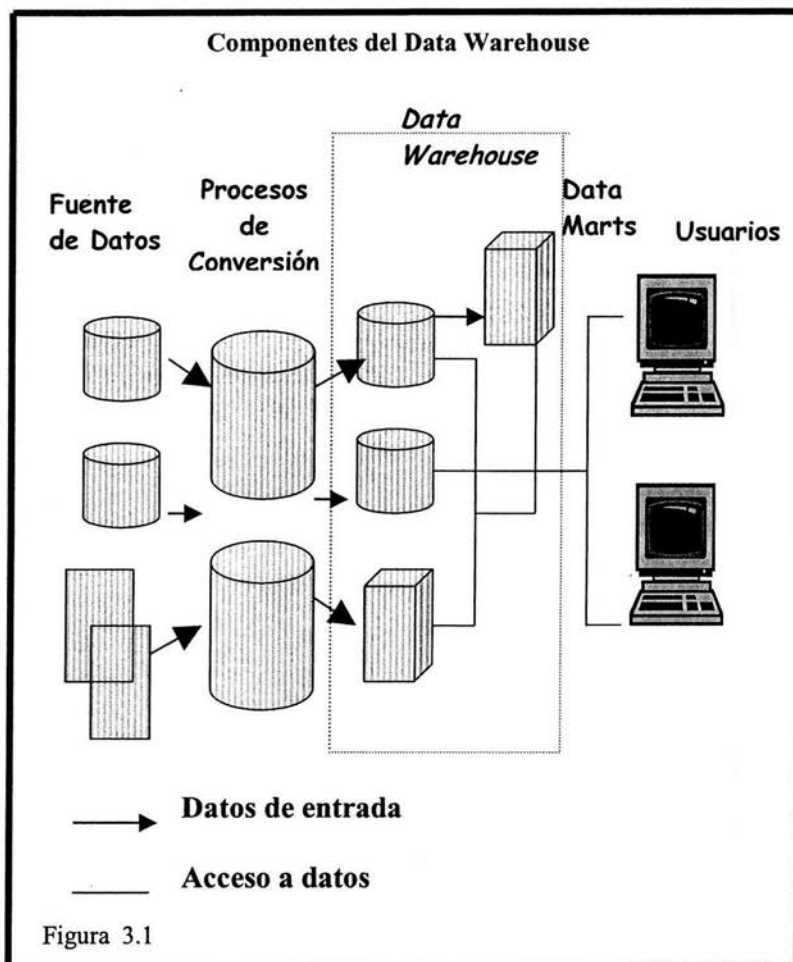 Componentes del Data Warehouse
Data
Warehouse
Fuente
de Datos
Procesos
de
Conversión
Data
Marts
Usuarios
Datos de entrada
Acceso a datos
Figura 3.1